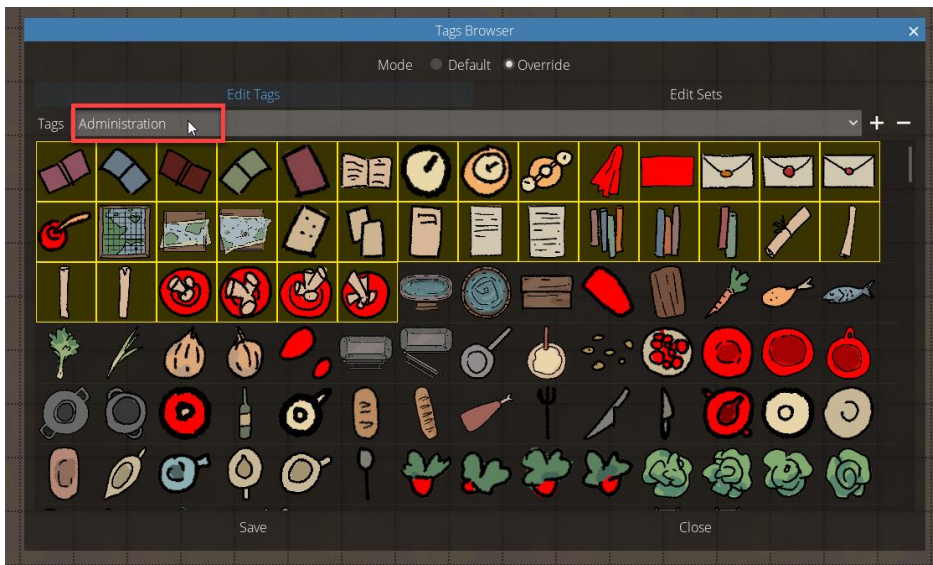 Tags Browser
Mode Default Override
Edit Tags Edit Sets
Tags Administration
Save Close